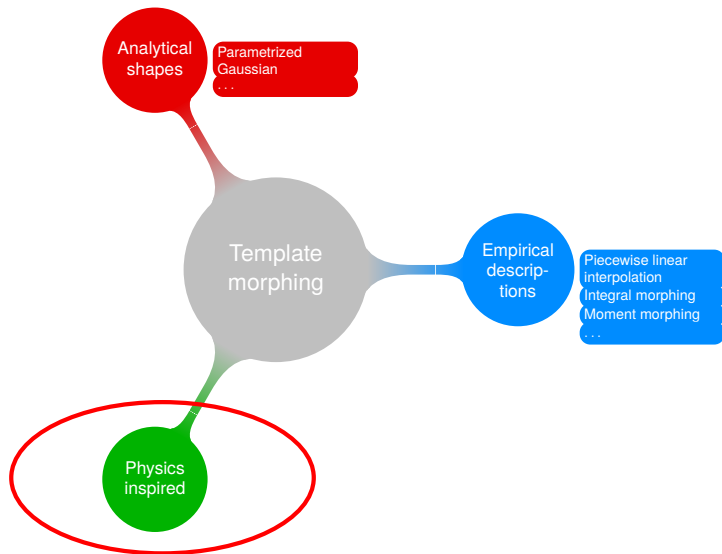 Analytical
shapes
Parametrized
Gaussian
. . .
Template
morphing
Empirical
descrip-
tions
Piecewise linear
interpolation
Integral morphing
Moment morphing
. . .
Physics
inspired